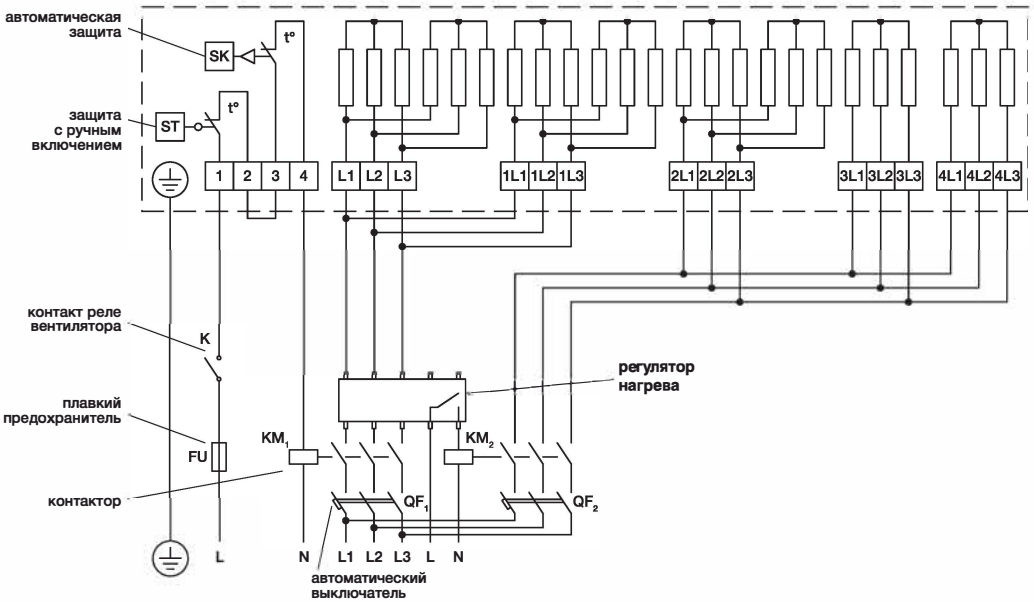 автоматическая
защита
SK
t°
защита
с ручным
включением
ST
t°
1 2 3 4
L1 L2 L3
1L1 1L2 1L3
2L1 2L2 2L3
3L1 3L2 3L3
4L1 4L2 4L3
контакт реле
вентилятора
K
регулятор
нагрева
плавкий
предохранитель
FU
KM1
KM2
контактор
QF1
QF2
L
N
L1 L2 L3 L N
автоматический
выключатель